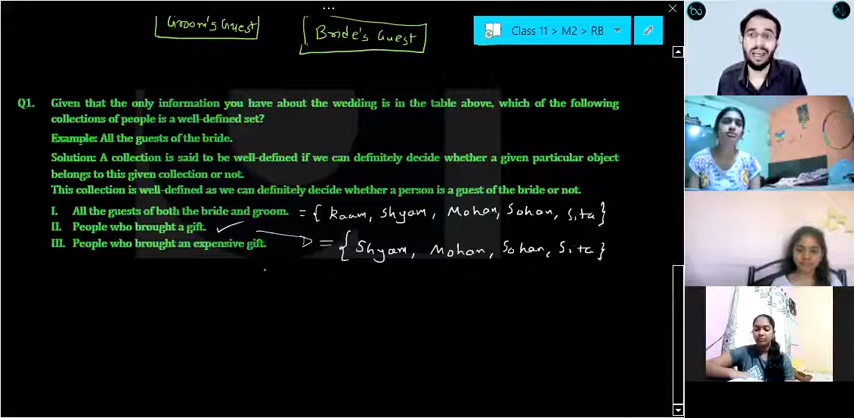 ...
Groom's Guest
Bride's Guest
Class 11 > M2 > RB
Q1. Given that the only information you have about the wedding is in the table above, which of the following
collections of people is a well-defined set?
Example: All the guests of the bride.
Solution: A collection is said to be well-defined if we can definitely decide whether a given particular object
belongs to this given collection or not.
This collection is well-defined as we can definitely decide whether a person is a guest of the bride or not.
I. All the guests of both the bride and groom. = { Raam, Shyam, Mohan, Sohan, Sita }
II. People who brought a gift.
III. People who brought an expensive gift.
= { Shyam, Mohan, Sohan, Sita }